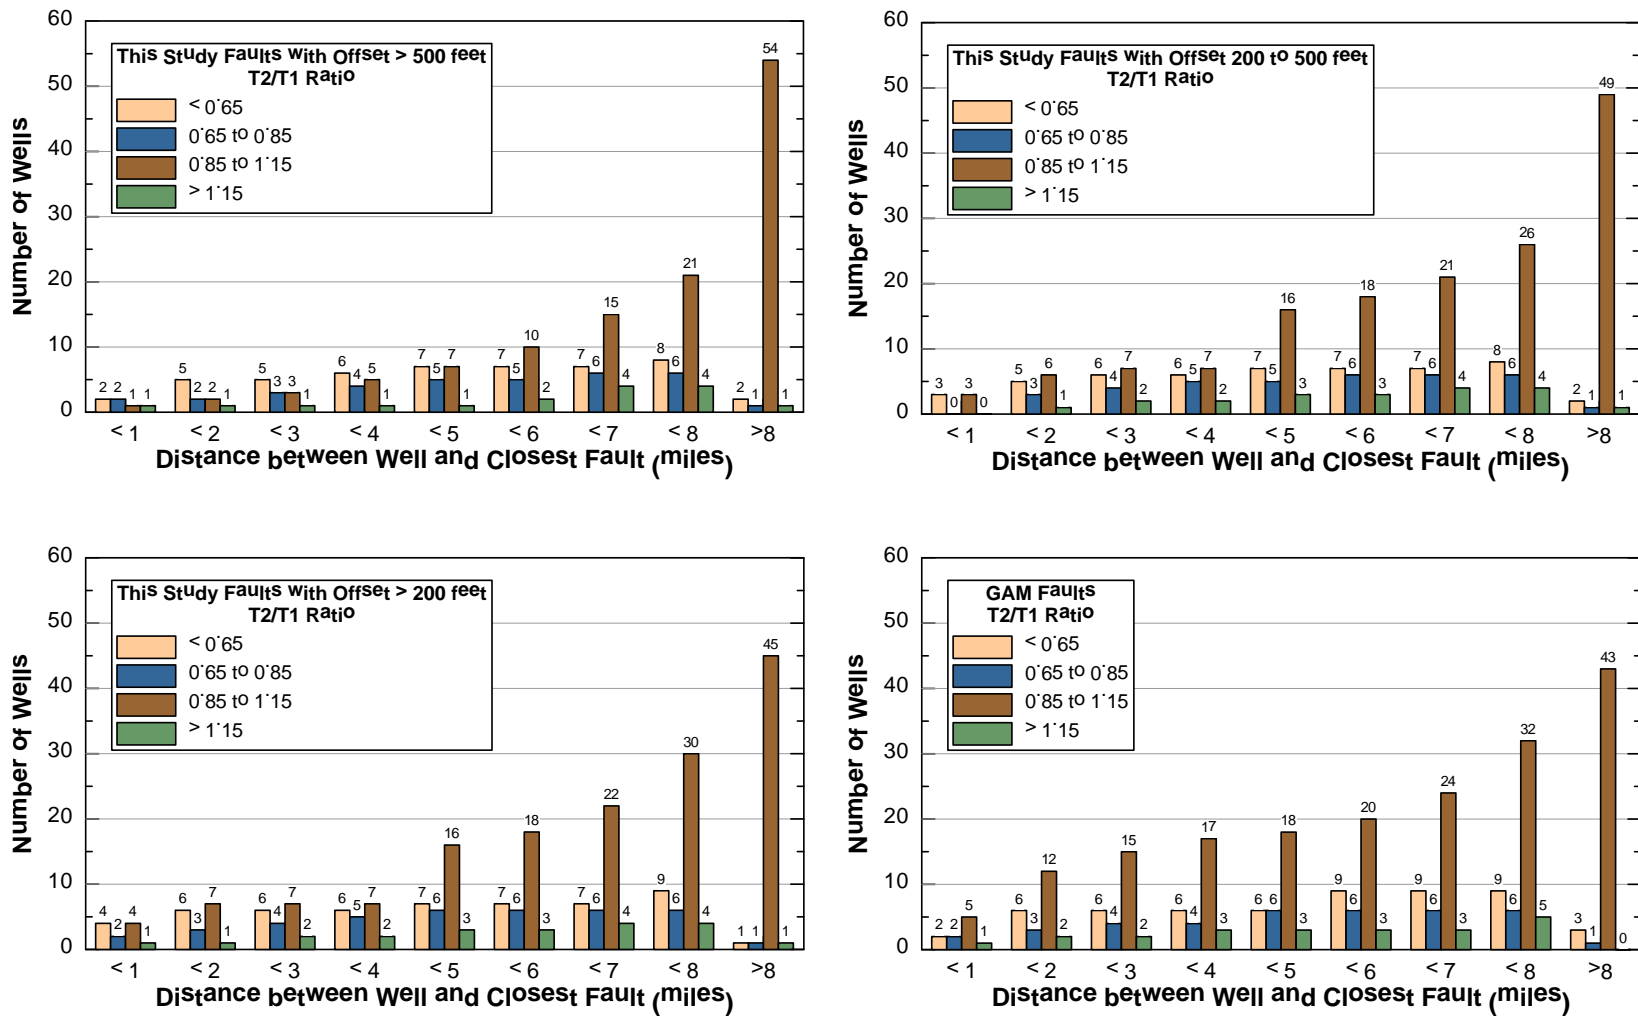 This Study Faults with Offset > 500 feet
T2/T1 Ratio
< 0.65
0.65 to 0.85
0.85 to 1.15
> 1.15
Number of Wells
60
50
40
30
20
10
0
2 2 1 1
5 2 2 1
5 3 3 1
6 4 5 1
7 5 7 1
7 5 10 2
7 6 15 4
8 6 21 4
2 1 54 1
< 1 < 2 < 3 < 4 < 5 < 6 < 7 < 8 >8
Distance between Well and Closest Fault (miles)
This Study Faults with Offset 200 to 500 feet
T2/T1 Ratio
< 0.65
0.65 to 0.85
0.85 to 1.15
> 1.15
Number of Wells
60
50
40
30
20
10
0
3 0 3 0
5 3 6 1
6 4 7 2
6 5 7 2
7 5 16 3
7 6 18 3
7 6 21 4
8 6 26 4
2 1 49 1
< 1 < 2 < 3 < 4 < 5 < 6 < 7 < 8 >8
Distance between Well and Closest Fault (miles)
This Study Faults with Offset > 200 feet
T2/T1 Ratio
< 0.65
0.65 to 0.85
0.85 to 1.15
> 1.15
Number of Wells
60
50
40
30
20
10
0
4 2 4 1
6 3 7 1
6 4 7 2
6 5 7 2
7 6 16 3
7 6 18 3
7 6 22 4
9 6 30 4
1 1 45 1
< 1 < 2 < 3 < 4 < 5 < 6 < 7 < 8 >8
Distance between Well and Closest Fault (miles)
GAM Faults
T2/T1 Ratio
< 0.65
0.65 to 0.85
0.85 to 1.15
> 1.15
Number of Wells
60
50
40
30
20
10
0
2 2 5 1
6 3 12 2
6 4 15 2
6 4 17 3
6 6 18 3
9 6 20 3
9 6 24 3
9 6 32 5
3 1 43 0
< 1 < 2 < 3 < 4 < 5 < 6 < 7 < 8 >8
Distance between Well and Closest Fault (miles)